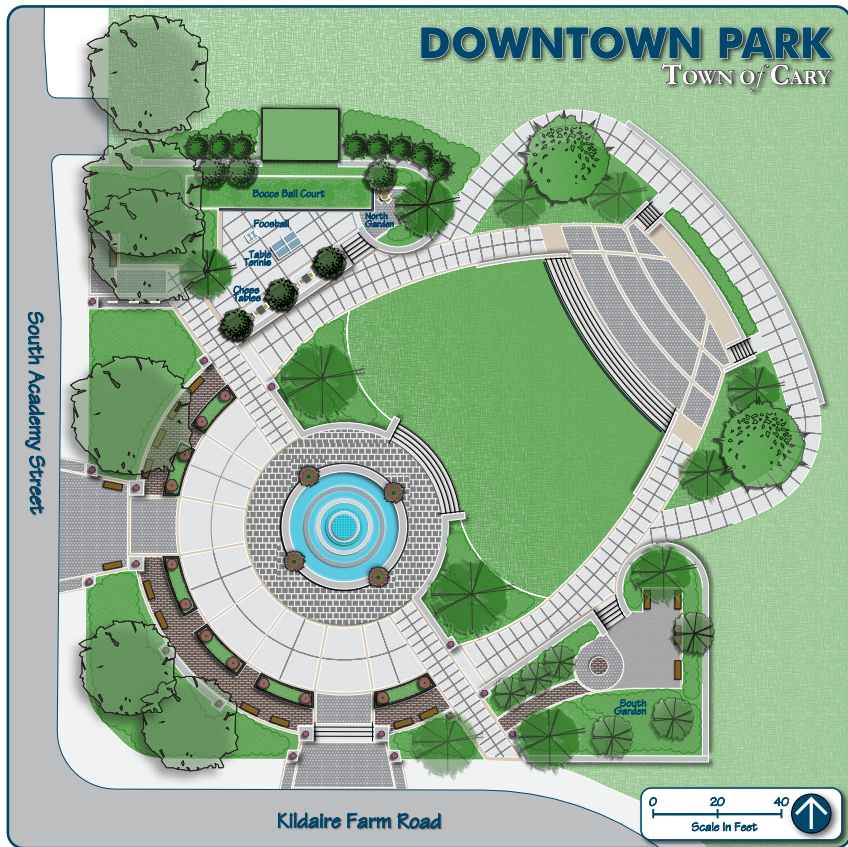 DOWNTOWN PARK
TOWN of CARY
Bocce Ball Court
Foosball
North
Garden
Table
Tennis
Chess
Tables
South Academy Street
South
Garden
Kildaire Farm Road
0 20 40
Scale In Feet